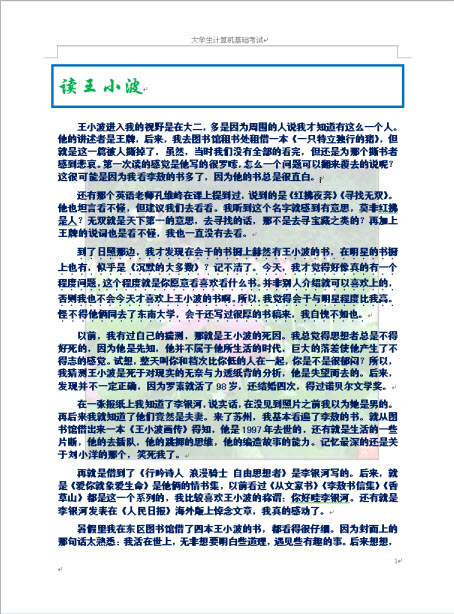 大学生计算机基础考试
读王小波
王小波进入我的视野是在大二，多是因为周围的人说我才知道有这么一个人。
他的讲述者是王牌，后来，我去图书馆租书处租借一本《一只特立独行的猪》，但
就是这一篇被人撕掉了，虽然，当时我们没有全部的看完，但还是为那个撕书者
感到悲哀。第一次读的感觉是他写的很罗嗦，怎么一个问题可以翻来覆去的说呢？
这很可能是因为我看李敖的书多了，因为他的书总是很直白。
还有那个英语老师孔维岭在课上提到过，说到的是《红拂夜奔》《寻找无双》。
他也坦言看不懂，但建议我们去看看。我听到这个名字就感到有意思，莫非红拂
是人？无双就是天下第一的意思，去寻找的话，那不是去寻宝藏之类的？再加上
王牌的说词也是看不懂，我也一直没有去看。
到了日照那边，我才发现在会干的书橱上赫然有王小波的书，在明星的书橱
上也有，似乎是《沉默的大多数》？记不清了。今天，我才觉得好像真的有一个
程度问题，这个程度就是你愿意看喜欢看什么书。并非别人介绍就可以喜欢上的，
否则我也不会今天才喜欢上王小波的书啊。所以，我觉得会干与明星程度比我高。
怪不得他俩同去了东南大学，会干还写过很厚的书稿来，我自愧不如也。
以前，我有过自己的猜测，那就是王小波的死因。我总觉得思想者总是不得
好死的，因为他是先知，他并不属于他所生活的时代，巨大的落差使他产生了不
得志的感觉。试想，整天叫你和档次比你低的人在一起，你是不是很郁闷？所以，
我猜测王小波是死于对现实的无奈与力透纸背的分析，他是失望而去的。后来，
发现并不一定正确，因为罗素就活了 98 岁，还结婚四次，得过诺贝尔文学奖。
在一张报纸上我知道了李银河，说实话，在没见到照片之前我以为她是男的。
再后来我就知道了他们竟然是夫妻。来了苏州，我基本看遍了李敖的书。就从图
书馆借出来一本《王小波画传》得知，他是 1997 年去世的，还有就是生活的一些
片断，他的去插队，他的跳脚的思维，他的编造故事的能力。记忆最深的还是关
于刘小洋的那个，笑死我了。
再就是借到了《行吟诗人 浪漫骑士 自由思想者》是李银河写的。后来，就
是《爱你就象爱生命》是他俩的情书集，以前看过《从文家书》《李敖书信集》《香
草山》都是这一个系列的，我比较喜欢王小波的称谓：你好哇李银河。还有就是
李银河发表在《人民日报》海外版上悼念文章，我真的感动了。
暑假里我在东区图书馆借了四本王小波的书，都看得很仔细。因为封面上的
那句话太熟悉：我活在世上，无非想要明白些道理，遇见些有趣的事。后来想想，
1